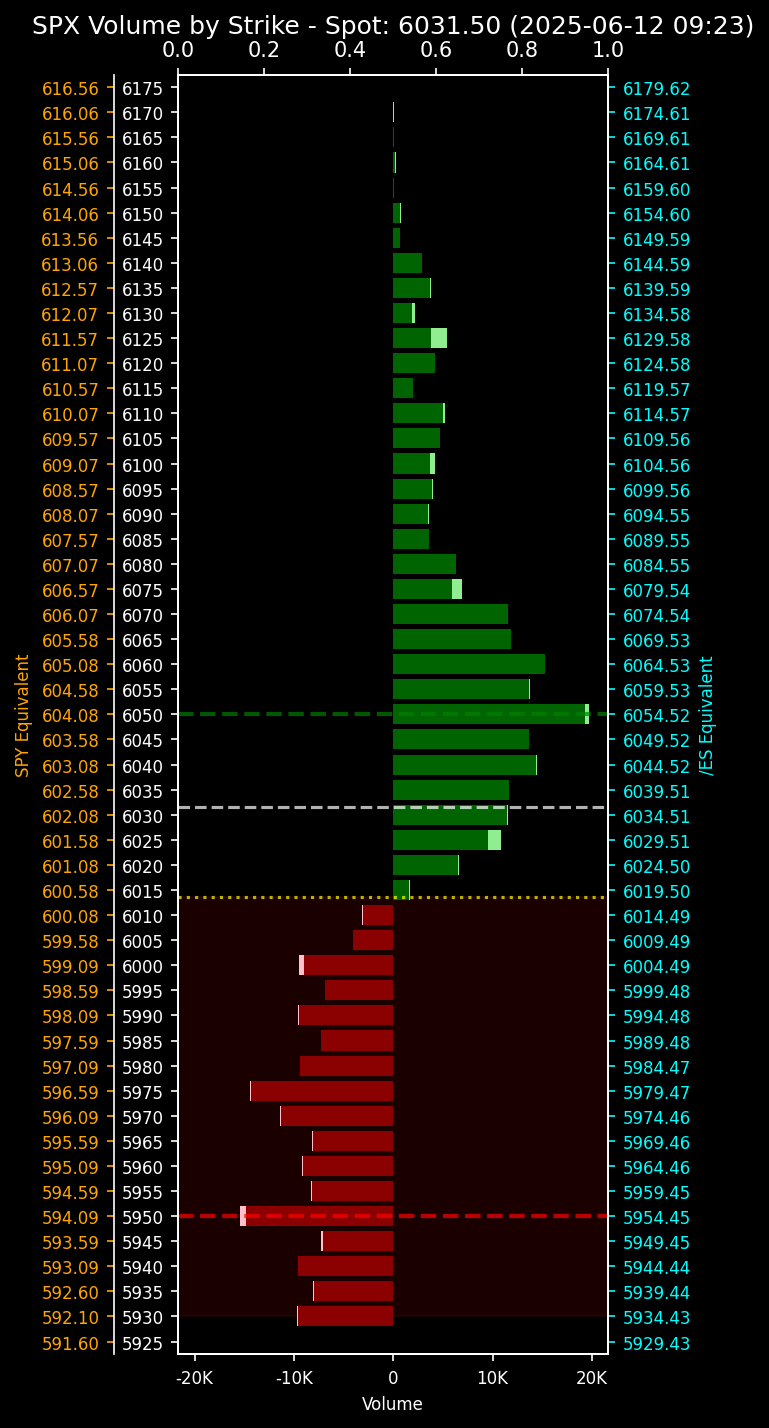 SPX Volume by Strike - Spot: 6031.50 (2025-06-12 09:23)
0.0 0.2 0.4 0.6 0.8 1.0
616.56 6175 6179.62
616.06 6170 6174.61
615.56 6165 6169.61
615.06 6160 6164.61
614.56 6155 6159.60
614.06 6150 6154.60
613.56 6145 6149.59
613.06 6140 6144.59
612.57 6135 6139.59
612.07 6130 6134.58
611.57 6125 6129.58
611.07 6120 6124.58
610.57 6115 6119.57
610.07 6110 6114.57
609.57 6105 6109.56
609.07 6100 6104.56
608.57 6095 6099.56
608.07 6090 6094.55
607.57 6085 6089.55
607.07 6080 6084.55
606.57 6075 6079.54
606.07 6070 6074.54
605.58 6065 6069.53
605.08 6060 6064.53
604.58 6055 6059.53
604.08 6050 6054.52
603.58 6045 6049.52
603.08 6040 6044.52
602.58 6035 6039.51
602.08 6030 6034.51
601.58 6025 6029.51
601.08 6020 6024.50
600.58 6015 6019.50
600.08 6010 6014.49
599.58 6005 6009.49
599.09 6000 6004.49
598.59 5995 5999.48
598.09 5990 5994.48
597.59 5985 5989.48
597.09 5980 5984.47
596.59 5975 5979.47
596.09 5970 5974.46
595.59 5965 5969.46
595.09 5960 5964.46
594.59 5955 5959.45
594.09 5950 5954.45
593.59 5945 5949.45
593.09 5940 5944.44
592.60 5935 5939.44
592.10 5930 5934.43
591.60 5925 5929.43
SPY Equivalent
/ES Equivalent
-20K -10K 0 10K 20K
Volume